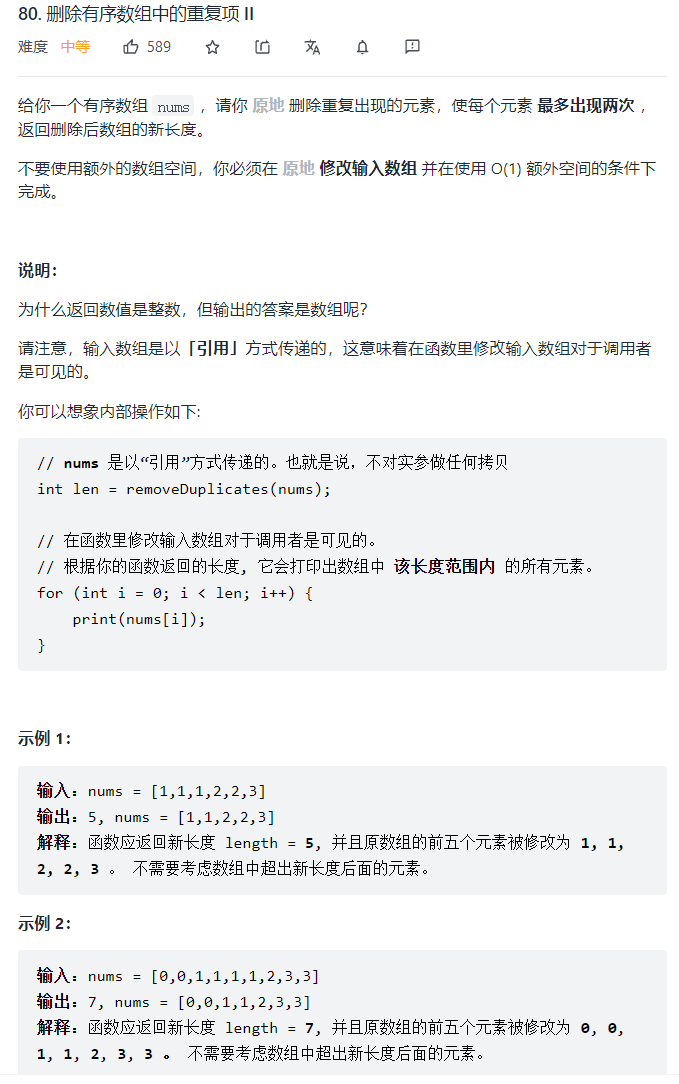 80. 删除有序数组中的重复项 II
难度 中等 589
给你一个有序数组 nums ，请你 原地 删除重复出现的元素，使每个元素 最多出现两次 ，
返回删除后数组的新长度。
不要使用额外的数组空间，你必须在 原地 修改输入数组 并在使用 O(1) 额外空间的条件下
完成。
说明：
为什么返回数值是整数，但输出的答案是数组呢？
请注意，输入数组是以「引用」方式传递的，这意味着在函数里修改输入数组对于调用者
是可见的。
你可以想象内部操作如下:
// nums 是以“引用”方式传递的。也就是说，不对实参做任何拷贝
int len = removeDuplicates(nums);
// 在函数里修改输入数组对于调用者是可见的。
// 根据你的函数返回的长度, 它会打印出数组中 该长度范围内 的所有元素。
for (int i = 0; i < len; i++) {
    print(nums[i]);
}
示例 1：
输入：nums = [1,1,1,2,2,3]
输出：5, nums = [1,1,2,2,3]
解释：函数应返回新长度 length = 5, 并且原数组的前五个元素被修改为 1, 1,
2, 2, 3 。 不需要考虑数组中超出新长度后面的元素。
示例 2：
输入：nums = [0,0,1,1,1,1,2,3,3]
输出：7, nums = [0,0,1,1,2,3,3]
解释：函数应返回新长度 length = 7, 并且原数组的前五个元素被修改为 0, 0,
1, 1, 2, 3, 3 。 不需要考虑数组中超出新长度后面的元素。